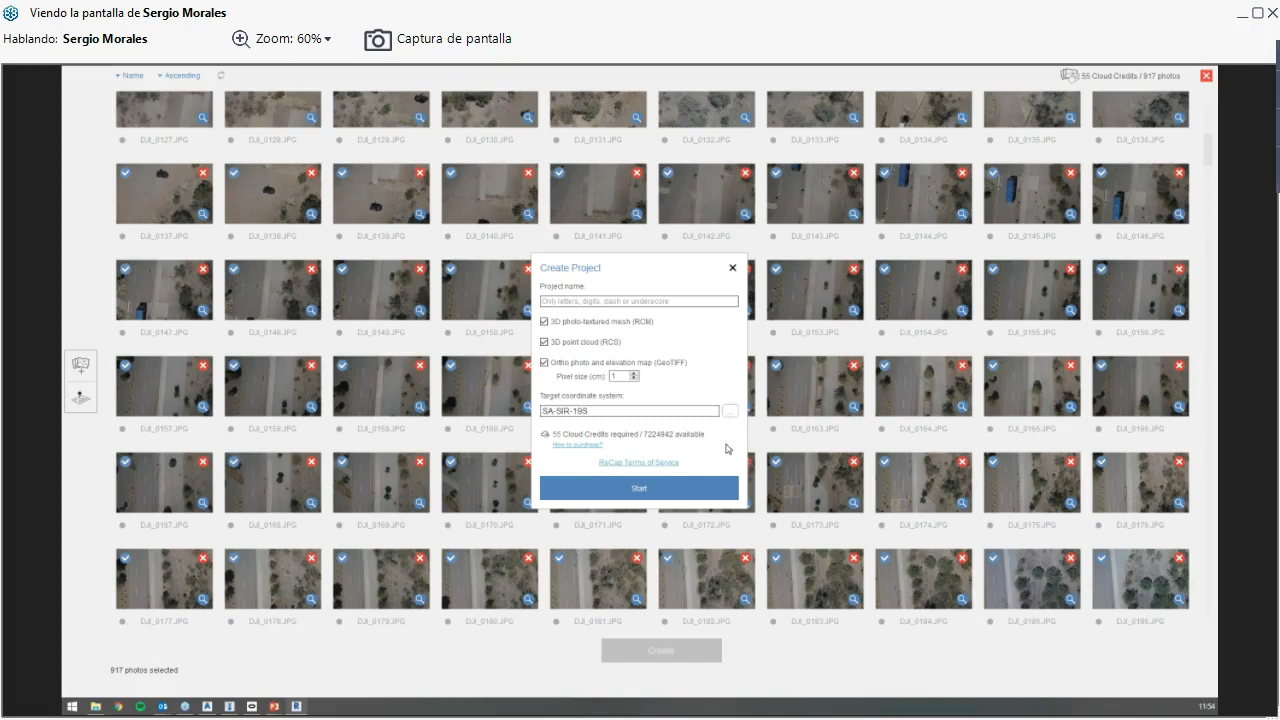 Viendo la pantalla de Sergio Morales
Hablando: Sergio Morales
Zoom: 60%
Captura de pantalla
Name
Ascending
55 Cloud Credits / 917 photos
DJI_0127.JPG DJI_0128.JPG DJI_0129.JPG DJI_0130.JPG DJI_0131.JPG DJI_0132.JPG DJI_0133.JPG DJI_0134.JPG DJI_0135.JPG DJI_0136.JPG
DJI_0137.JPG DJI_0138.JPG DJI_0139.JPG DJI_0140.JPG DJI_0141.JPG DJI_0142.JPG DJI_0143.JPG DJI_0144.JPG DJI_0145.JPG DJI_0146.JPG
DJI_0147.JPG DJI_0148.JPG DJI_0149.JPG DJI_0150.JPG DJI_0153.JPG DJI_0154.JPG DJI_0155.JPG DJI_0156.JPG
DJI_0157.JPG DJI_0158.JPG DJI_0159.JPG DJI_0160.JPG DJI_0163.JPG DJI_0164.JPG DJI_0165.JPG DJI_0166.JPG
DJI_0167.JPG DJI_0168.JPG DJI_0169.JPG DJI_0170.JPG DJI_0171.JPG DJI_0172.JPG DJI_0173.JPG DJI_0174.JPG DJI_0175.JPG DJI_0176.JPG
DJI_0177.JPG DJI_0178.JPG DJI_0179.JPG DJI_0180.JPG DJI_0181.JPG DJI_0182.JPG DJI_0183.JPG DJI_0184.JPG DJI_0185.JPG DJI_0186.JPG
Create Project
Project name:
Only letters, digits, dash or underscore
3D photo-textured mesh (RCM)
3D point cloud (RCS)
Ortho photo and elevation map (GeoTIFF)
Pixel size (cm): 1
Target coordinate system:
SA-SIR-19S
...
55 Cloud Credits required / 7224942 available
How to purchase?
ReCap Terms of Service
Start
Create
917 photos selected
11:54